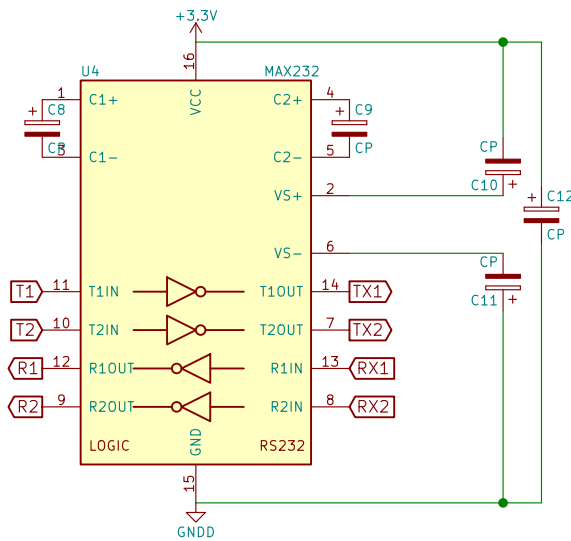 +3.3V
16
U4
MAX232
VCC
1
C1+
+
C8
CP
3
C1-
C2+
4
+
C9
C2-
5
CP
VS+
2
CP
C10
+
+
C12
CP
VS-
6
CP
C11
+
T1
11
T1IN
T1OUT
14
TX1
T2
10
T2IN
T2OUT
7
TX2
R1
12
R1OUT
R1IN
13
RX1
R2
9
R2OUT
R2IN
8
RX2
LOGIC
GND
RS232
15
GNDD